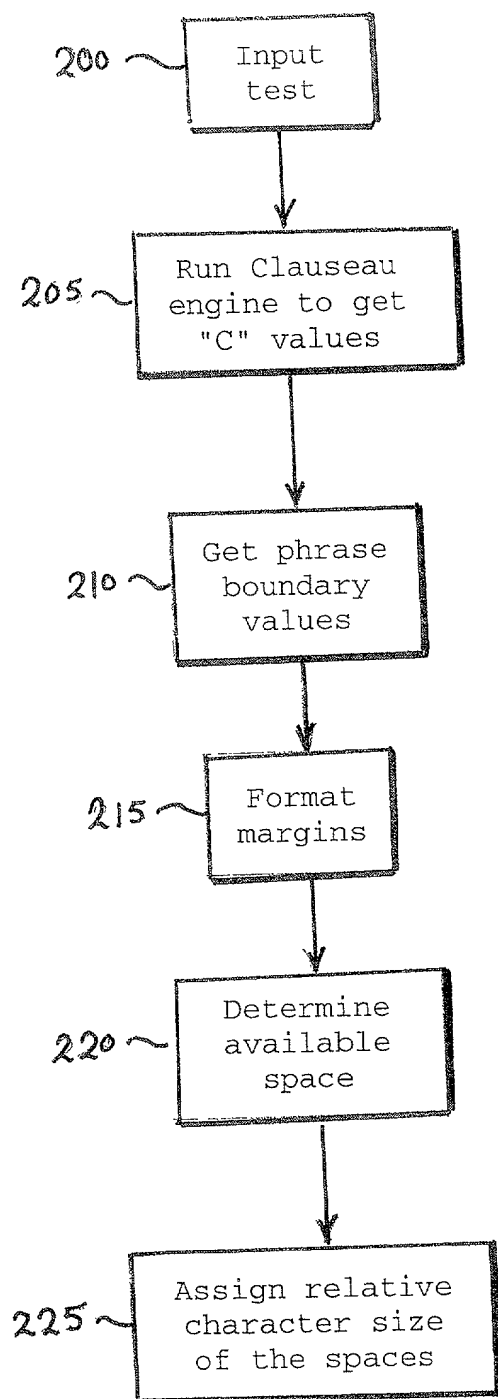 200
Input
test
205
Run Clauseau
engine to get
"C" values
210
Get phrase
boundary
values
215
Format
margins
220
Determine
available
space
225
Assign relative
character size
of the spaces